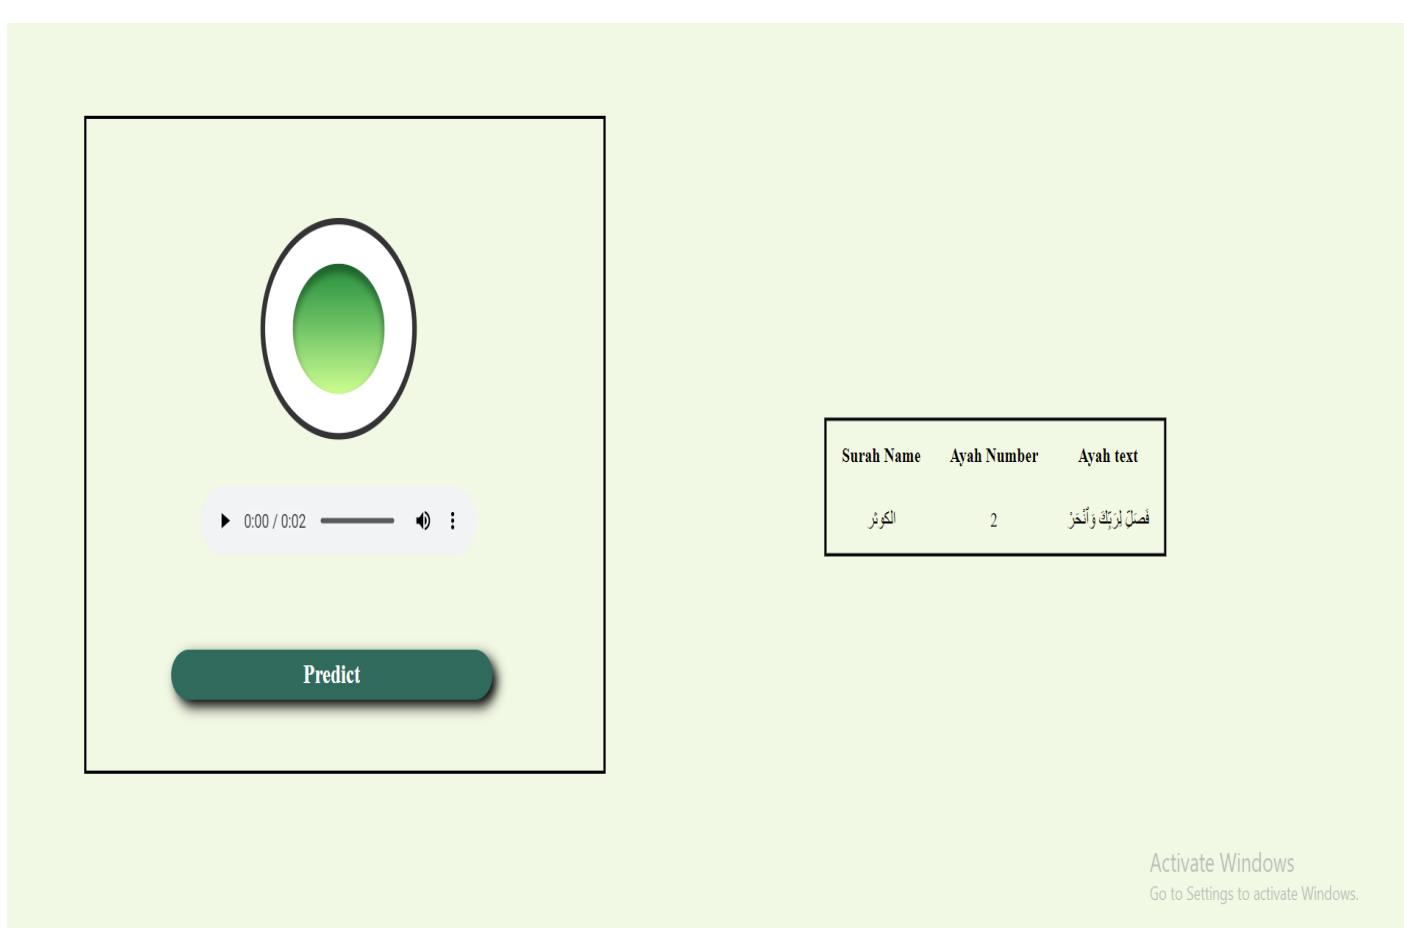 0:00 / 0:02
Predict
Surah Name Ayah Number Ayah text
الكوثر 2 فَصَلِّ لِرَبِّكَ وَٱنْحَرْ
Activate Windows
Go to Settings to activate Windows.